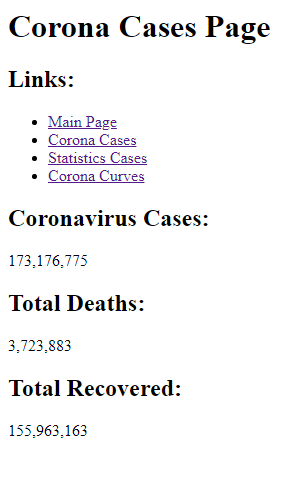 Corona Cases Page
Links:
Main Page
Corona Cases
Statistics Cases
Corona Curves
Coronavirus Cases:
173,176,775
Total Deaths:
3,723,883
Total Recovered:
155,963,163